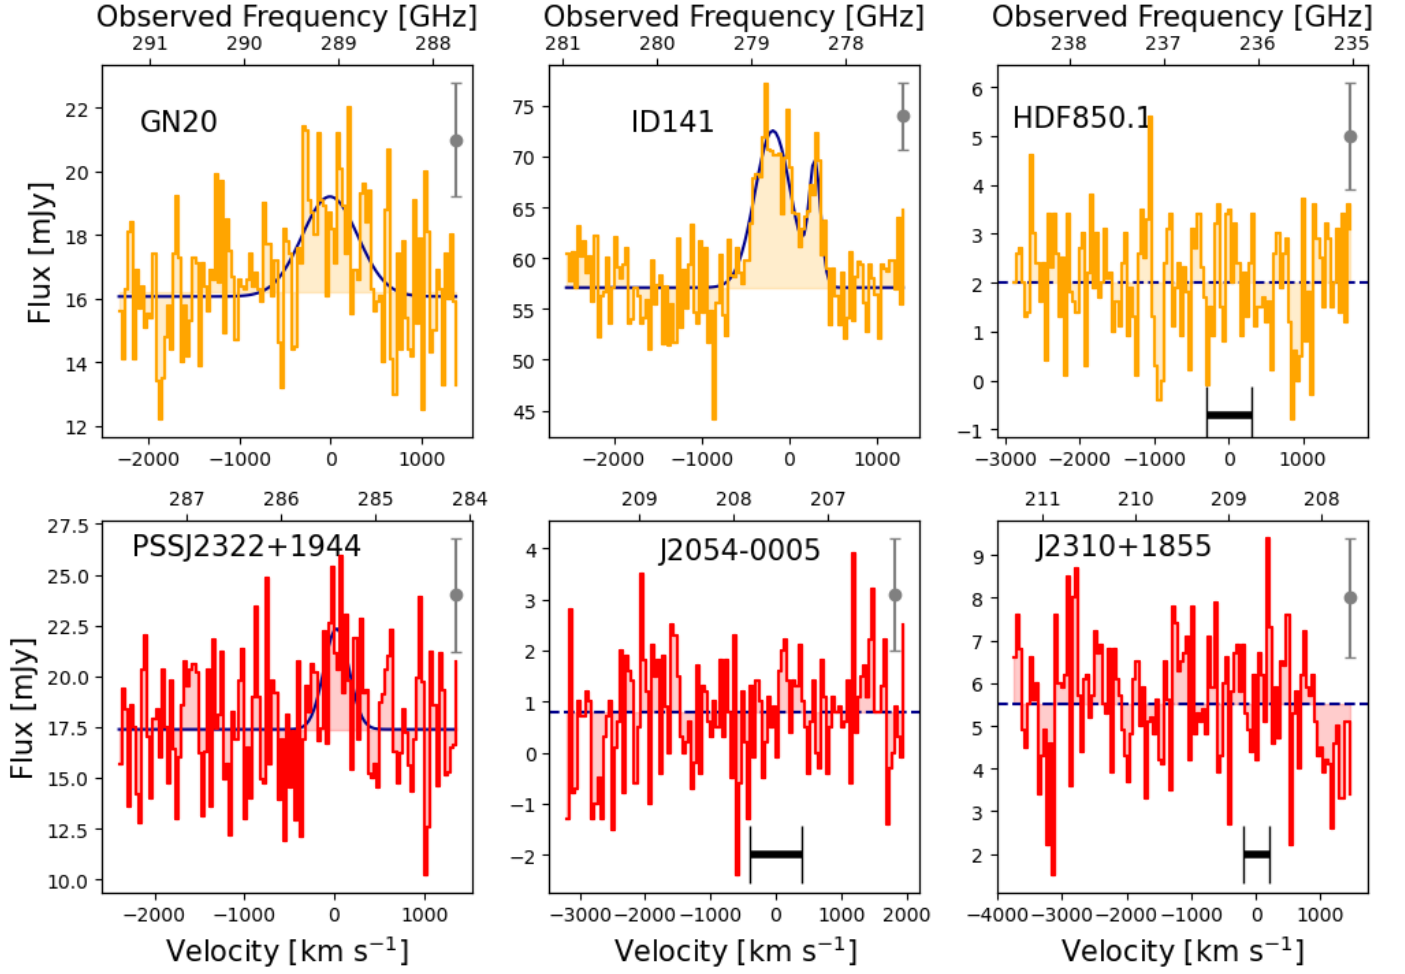 Observed Frequency [GHz] Observed Frequency [GHz] Observed Frequency [GHz]
291 290 289 288 281 280 279 278 238 237 236 235
GN20 ID141 HDF850.1
Flux [mJy]
22 20 18 16 14 12
75 70 65 60 55 50 45
6 5 4 3 2 1 0 −1
−2000 −1000 0 1000 −2000 −1000 0 1000 −3000 −2000 −1000 0 1000
287 286 285 284 209 208 207 211 210 209 208
PSSJ2322+1944 J2054-0005 J2310+1855
Flux [mJy]
27.5 25.0 22.5 20.0 17.5 15.0 12.5 10.0
4 3 2 1 0 −1 −2
9 8 7 6 5 4 3 2
−2000 −1000 0 1000 −3000 −2000 −1000 0 1000 2000 −4000 −3000 −2000 −1000 0 1000
Velocity [km s⁻¹] Velocity [km s⁻¹] Velocity [km s⁻¹]